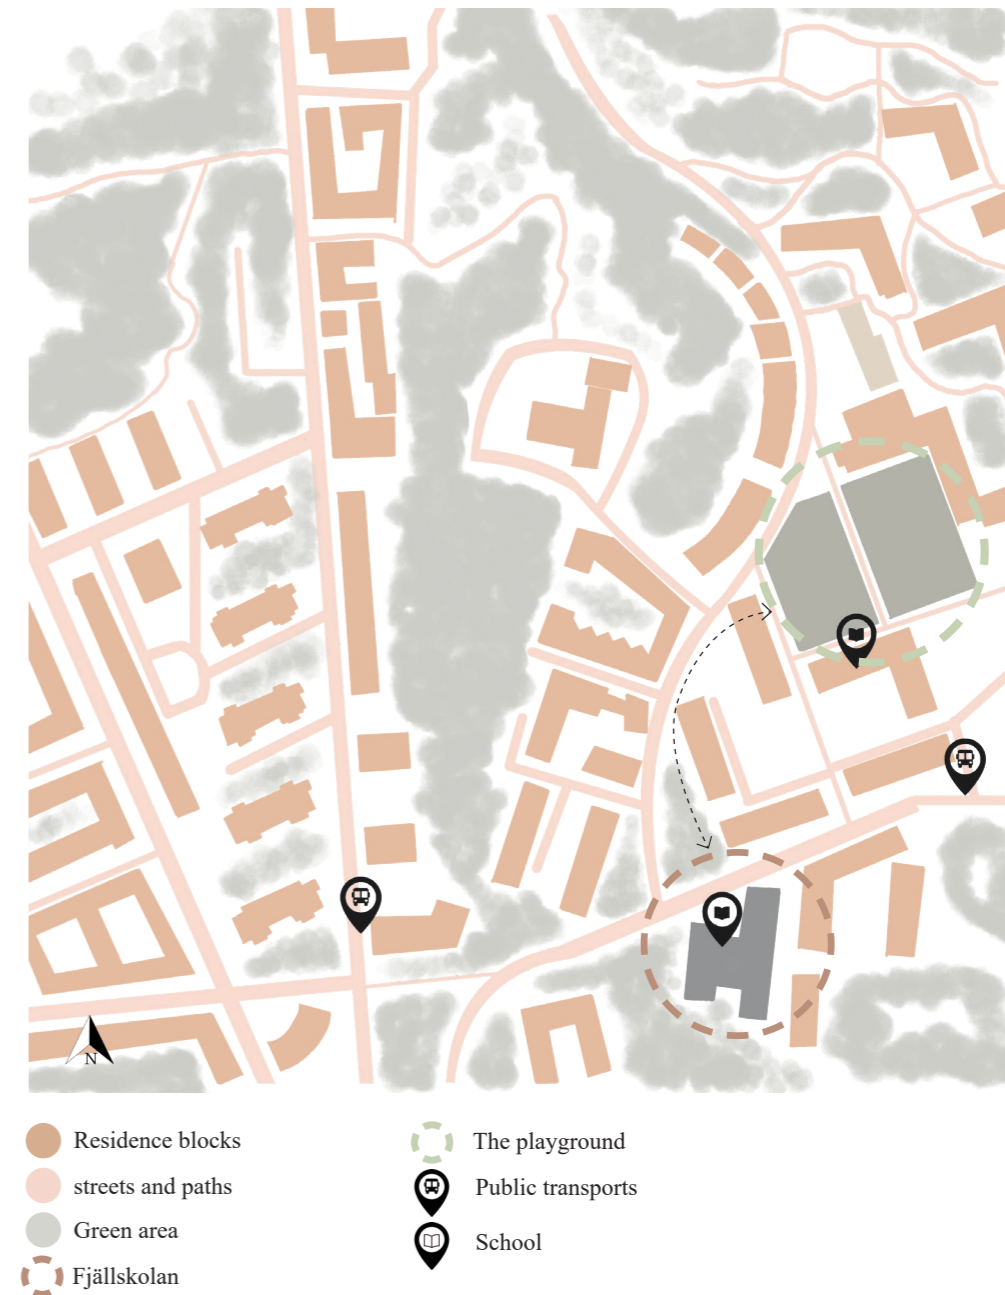 N
Residence blocks
streets and paths
Green area
Fjällskolan
The playground
Public transports
School